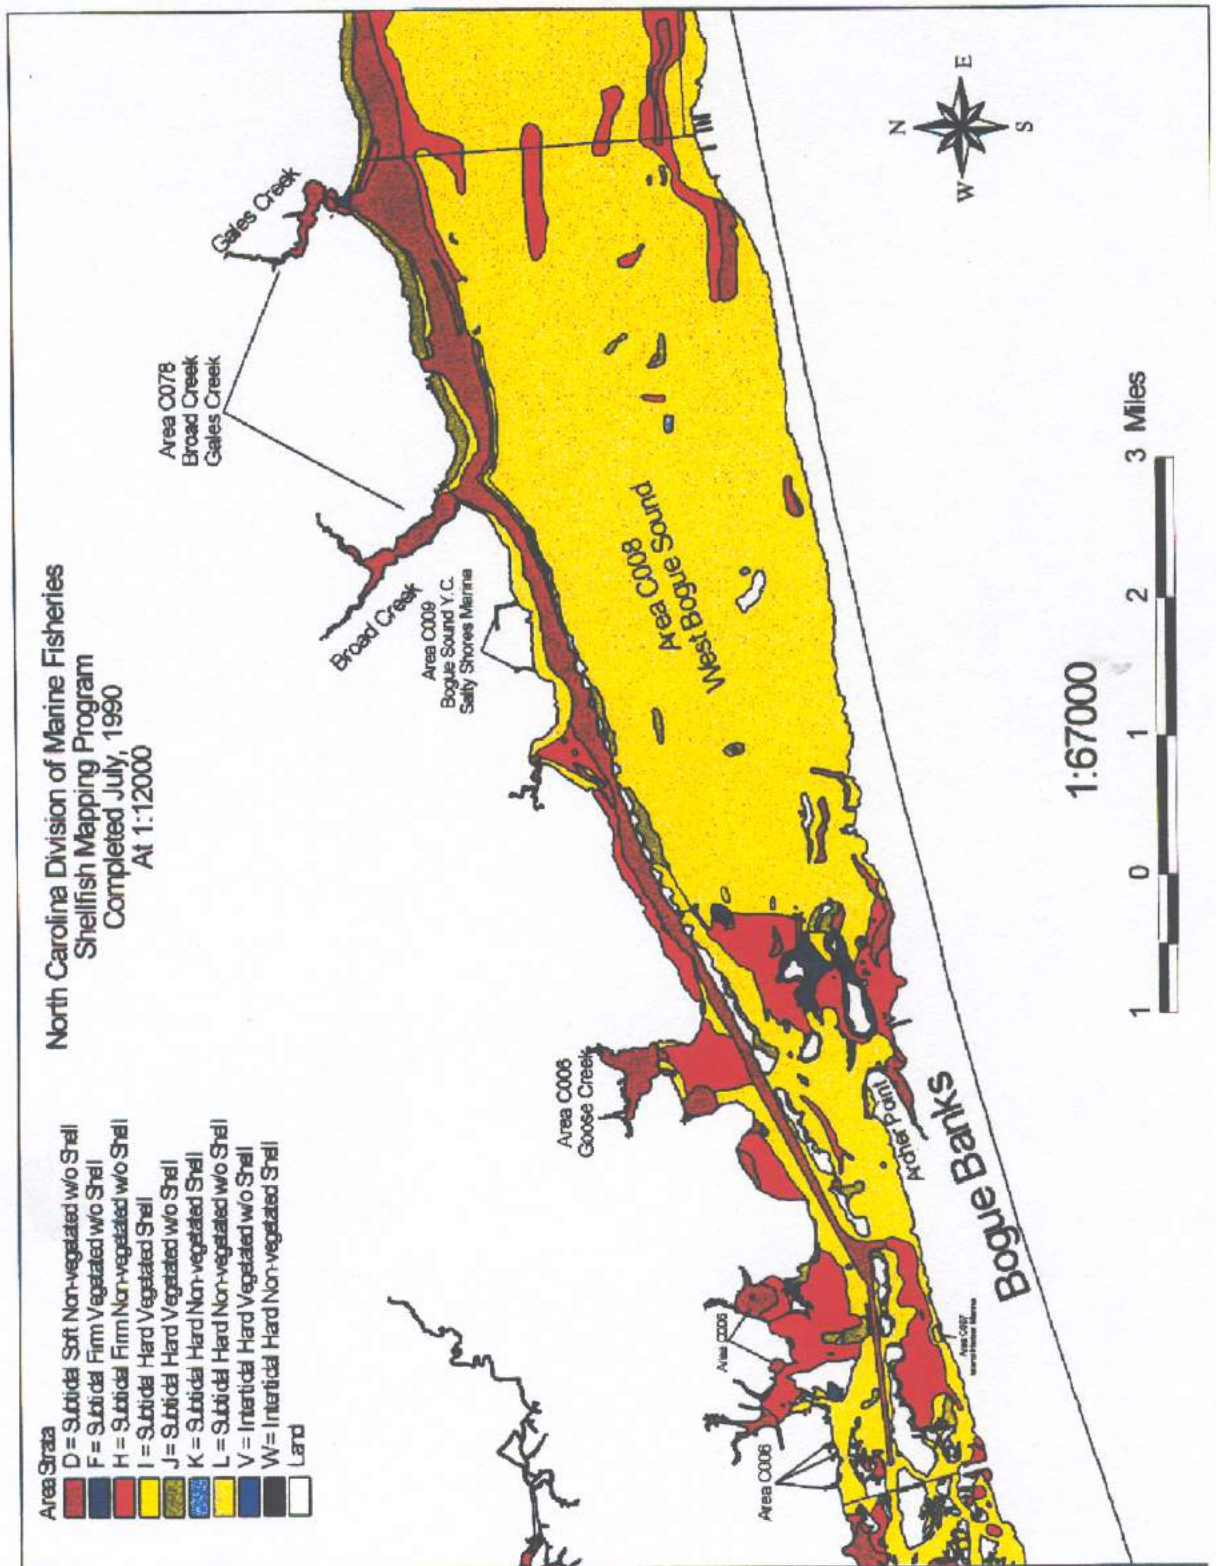 North Carolina Division of Marine Fisheries
Shellfish Mapping Program
Completed July, 1990
At 1:12000
Area Strata
D = Subtidal Soft Non-vegetated w/o Shell
F = Subtidal Firm Vegetated w/o Shell
H = Subtidal Firm Non-vegetated w/o Shell
I = Subtidal Hard Vegetated Shell
J = Subtidal Hard Vegetated w/o Shell
K = Subtidal Hard Non-vegetated Shell
L = Subtidal Hard Non-vegetated w/o Shell
V = Intertidal Hard Vegetated w/o Shell
W = Intertidal Hard Non-vegetated Shell
Land
Area C078
Broad Creek
Gales Creek
Gales Creek
Broad Creek
Area C009
Bogue Sound Y.C.
Salty Shores Marina
Area C008
West Bogue Sound
Area C006
Goose Creek
Area C006
Area C006
Area C007
Island Harbor Marina
Archer Point
Bogue Banks
N
E
S
W
1:67000
1
0
1
2
3 Miles